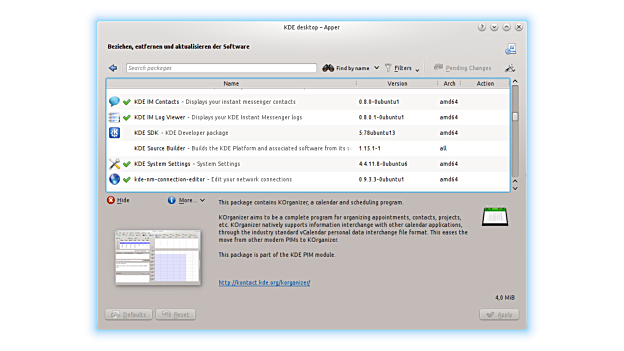 KDE desktop – Apper
Beziehen, entfernen und aktualisieren der Software
Search packages
Find by name
Filters
Pending Changes
Name Version Arch Action
KDE IM Contacts - Displays your instant messenger contacts 0.8.0-0ubuntu1 amd64
KDE IM Log Viewer - Displays your KDE Instant Messenger logs 0.8.0.1-0ubuntu1 amd64
KDE SDK - KDE Developer package 5:78ubuntu13 amd64
KDE Source Builder - Builds the KDE Platform and associated software from its 1.15.1-1 all
KDE System Settings - System Settings 4:4.11.8-0ubuntu6 amd64
kde-nm-connection-editor - Edit your network connections 0.9.3.3-0ubuntu1 amd64
Hide
More...
This package contains KOrganizer, a calendar and scheduling program.
KOrganizer aims to be a complete program for organizing appointments, contacts, projects,
etc. KOrganizer natively supports information interchange with other calendar applications,
through the industry standard vCalendar personal data interchange file format. This eases the
move from other modern PIMs to KOrganizer.
This package is part of the KDE PIM module.
http://kontact.kde.org/korganizer/
4,0 MiB
Defaults
Reset
Apply